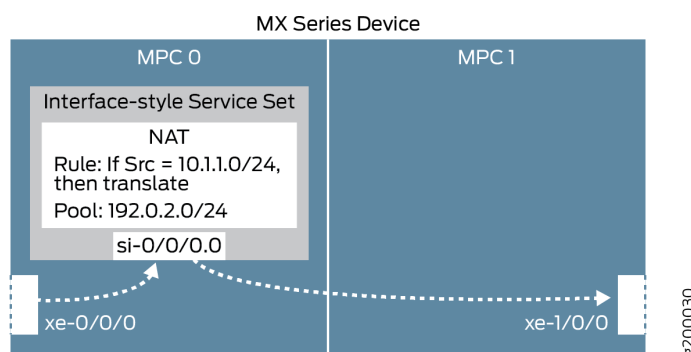 MX Series Device
MPC 0
MPC 1
Interface-style Service Set
NAT
Rule: If Src = 10.1.1.0/24,
then translate
Pool: 192.0.2.0/24
si-0/0/0.0
xe-0/0/0
xe-1/0/0
g200030